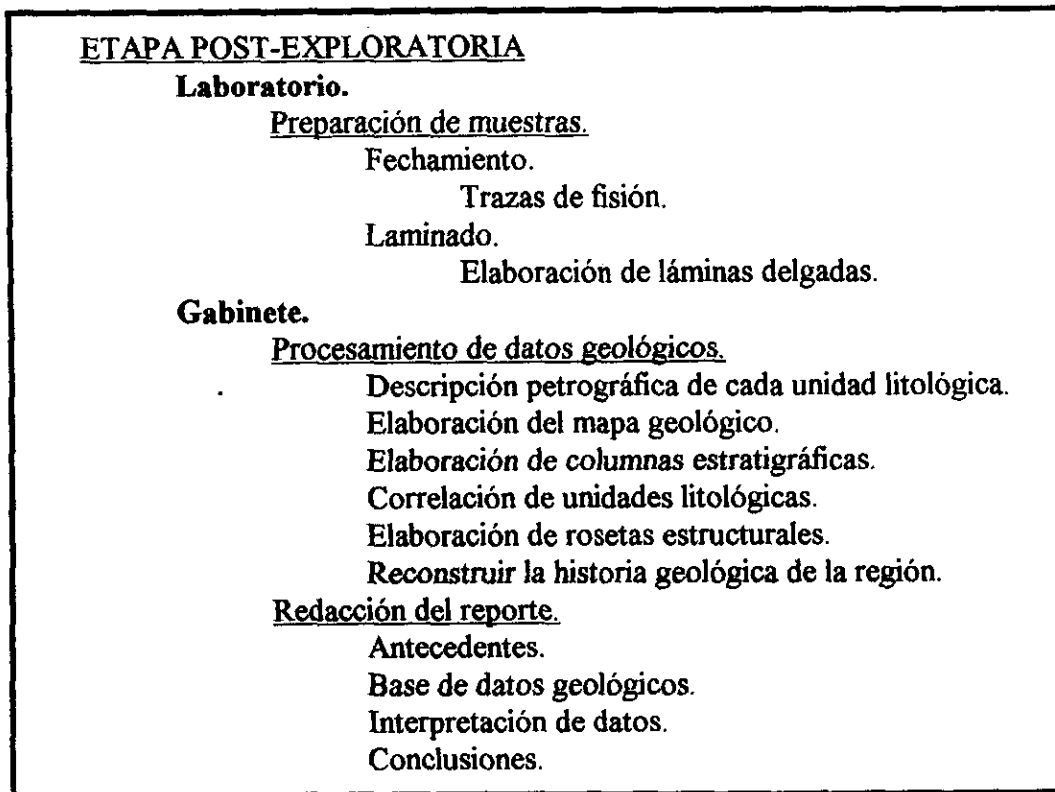 ETAPA POST-EXPLORATORIA
Laboratorio.
Preparación de muestras.
Fechamiento.
Trazas de fisión.
Laminado.
Elaboración de láminas delgadas.
Gabinete.
Procesamiento de datos geológicos.
Descripción petrográfica de cada unidad litológica.
Elaboración del mapa geológico.
Elaboración de columnas estratigráficas.
Correlación de unidades litológicas.
Elaboración de rosetas estructurales.
Reconstruir la historia geológica de la región.
Redacción del reporte.
Antecedentes.
Base de datos geológicos.
Interpretación de datos.
Conclusiones.